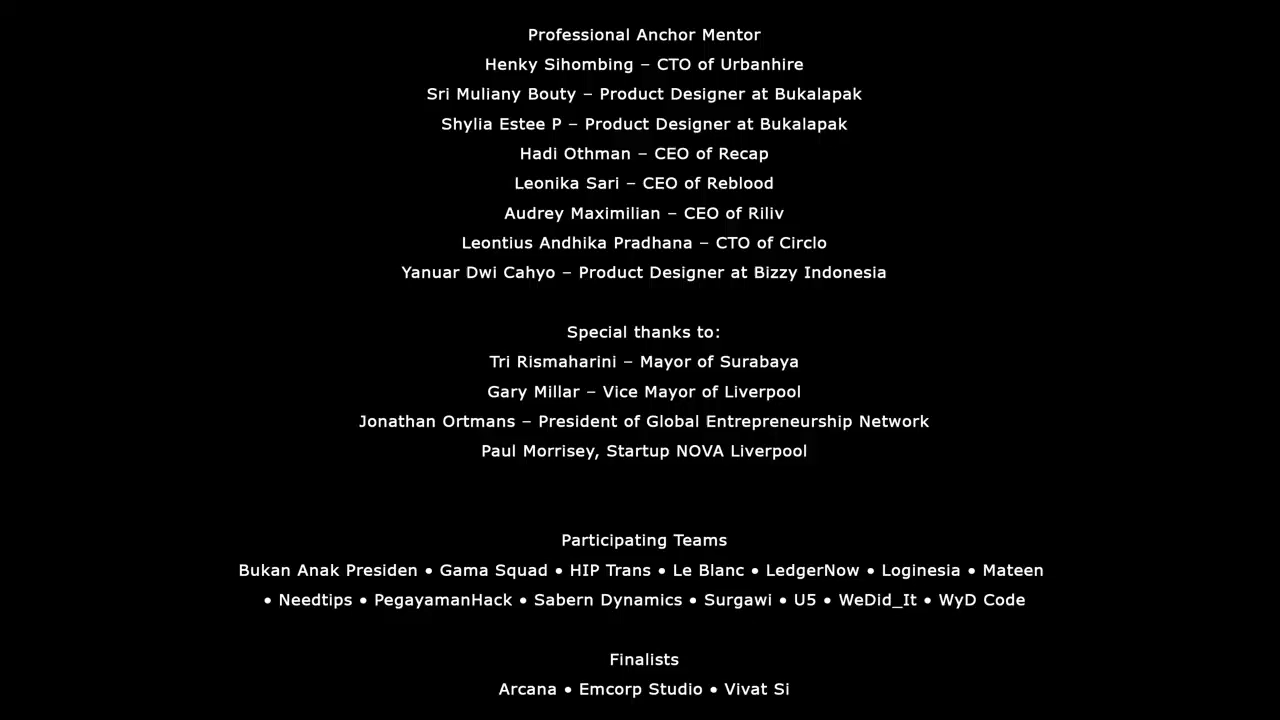 Professional Anchor Mentor
Henky Sihombing – CTO of Urbanhire
Sri Muliany Bouty – Product Designer at Bukalapak
Shylia Estee P – Product Designer at Bukalapak
Hadi Othman – CEO of Recap
Leonika Sari – CEO of Reblood
Audrey Maximilian – CEO of Riliv
Leontius Andhika Pradhana – CTO of Circlo
Yanuar Dwi Cahyo – Product Designer at Bizzy Indonesia
Special thanks to:
Tri Rismaharini – Mayor of Surabaya
Gary Millar – Vice Mayor of Liverpool
Jonathan Ortmans – President of Global Entrepreneurship Network
Paul Morrisey, Startup NOVA Liverpool
Participating Teams
Bukan Anak Presiden • Gama Squad • HIP Trans • Le Blanc • LedgerNow • Loginesia • Mateen
• Needtips • PegayamanHack • Sabern Dynamics • Surgawi • U5 • WeDid_It • WyD Code
Finalists
Arcana • Emcorp Studio • Vivat Si